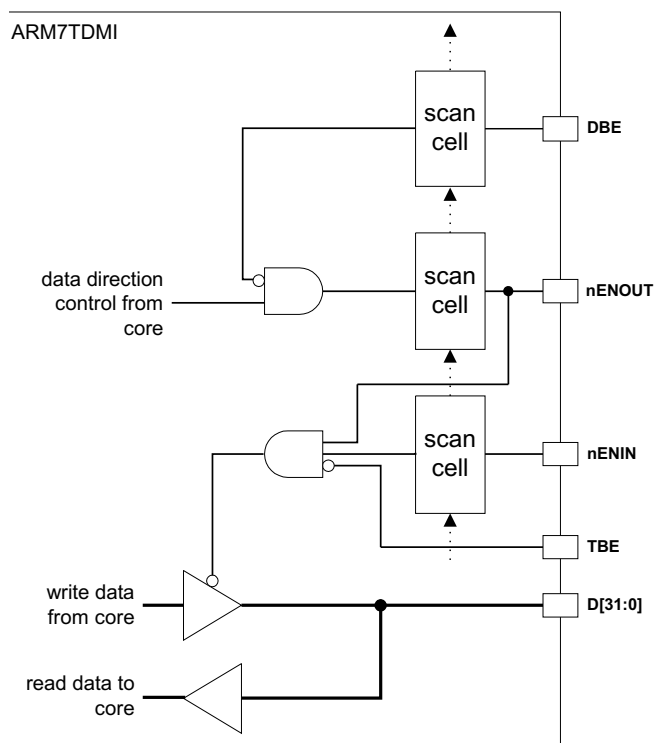 ARM7TDMI
scan
cell
DBE
data direction
control from
core
scan
cell
nENOUT
scan
cell
nENIN
TBE
write data
from core
D[31:0]
read data to
core